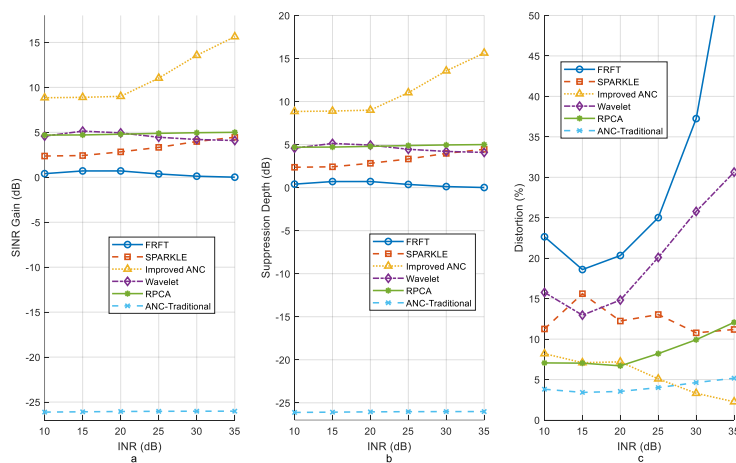 15
10
5
0
-5
-10
-15
-20
-25
SINR Gain (dB)
10 15 20 25 30 35
INR (dB)
a
FRFT
SPARKLE
Improved ANC
Wavelet
RPCA
ANC-Traditional
20
15
10
5
0
-5
-10
-15
-20
-25
Suppression Depth (dB)
10 15 20 25 30 35
INR (dB)
b
FRFT
SPARKLE
Improved ANC
Wavelet
RPCA
ANC-Traditional
50
45
40
35
30
25
20
15
10
5
0
Distortion (%)
10 15 20 25 30 35
INR (dB)
c
FRFT
SPARKLE
Improved ANC
Wavelet
RPCA
ANC-Traditional